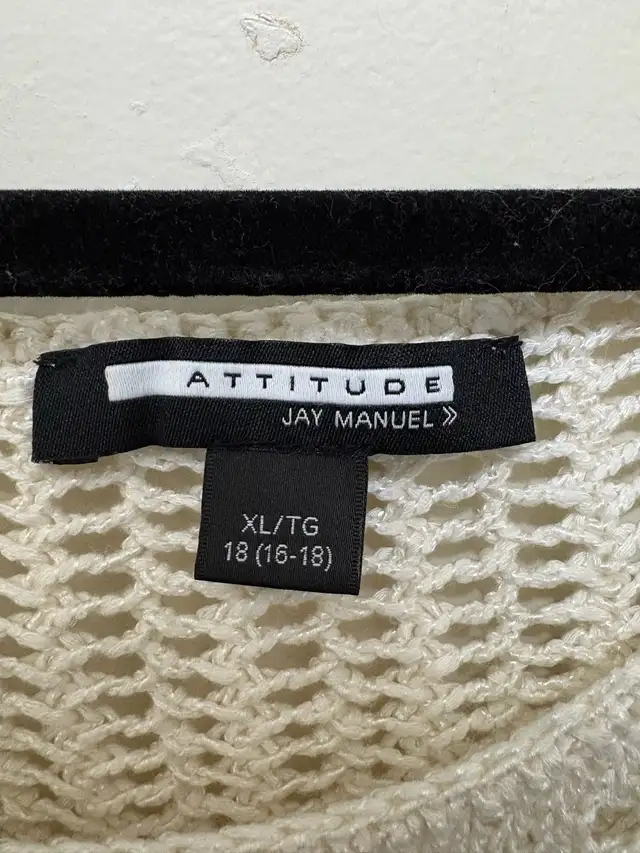 ATTITUDE
JAY MANUEL »
XL/TG
18 (16-18)